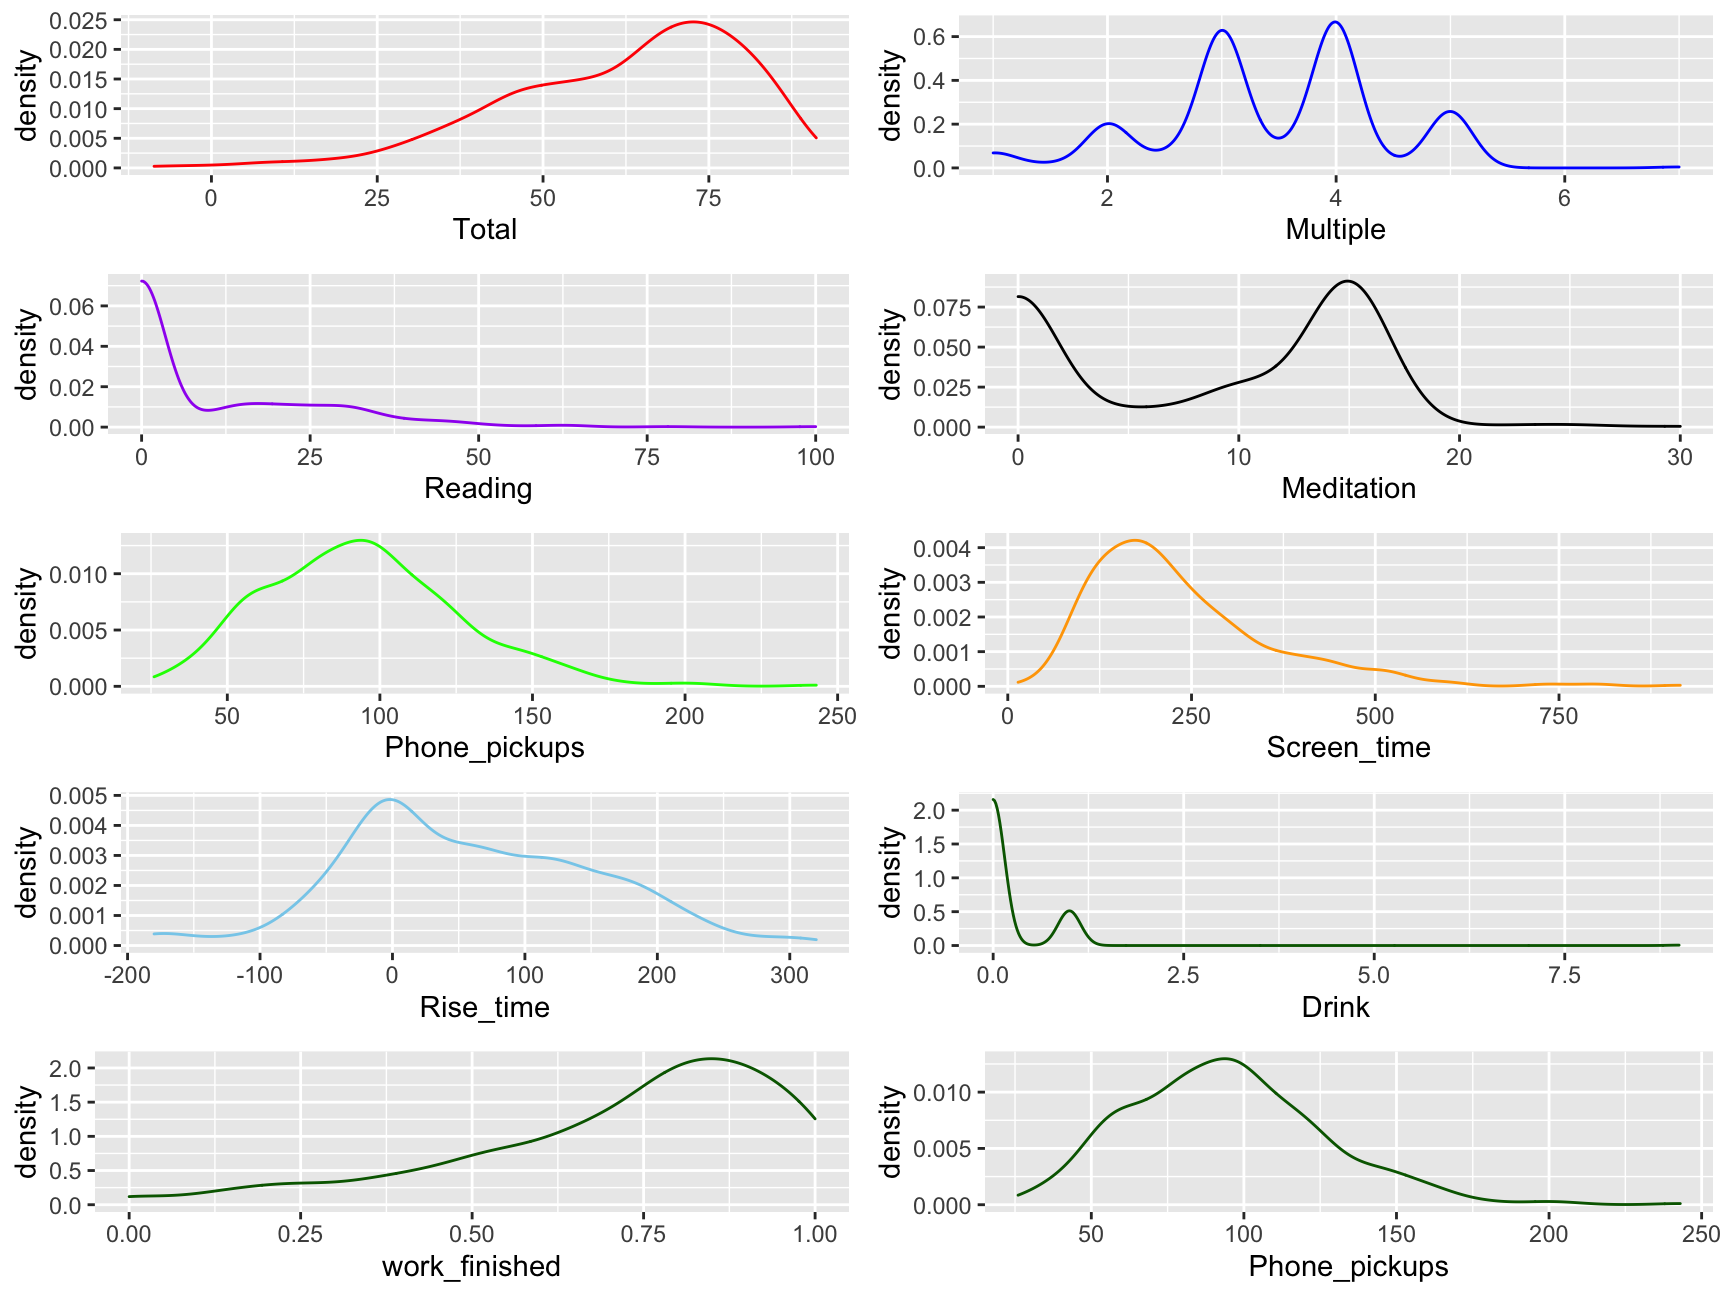 density
0.025
0.020
0.015
0.010
0.005
0.000
0 25 50 75
Total
density
0.6
0.4
0.2
0.0
2 4 6
Multiple
density
0.06
0.04
0.02
0.00
0 25 50 75 100
Reading
density
0.075
0.050
0.025
0.000
0 10 20 30
Meditation
density
0.010
0.005
0.000
50 100 150 200 250
Phone_pickups
density
0.004
0.003
0.002
0.001
0.000
0 250 500 750
Screen_time
density
0.005
0.004
0.003
0.002
0.001
0.000
-200 -100 0 100 200 300
Rise_time
density
2.0
1.5
1.0
0.5
0.0
0.0 2.5 5.0 7.5
Drink
density
2.0
1.5
1.0
0.5
0.0
0.00 0.25 0.50 0.75 1.00
work_finished
density
0.010
0.005
0.000
50 100 150 200 250
Phone_pickups